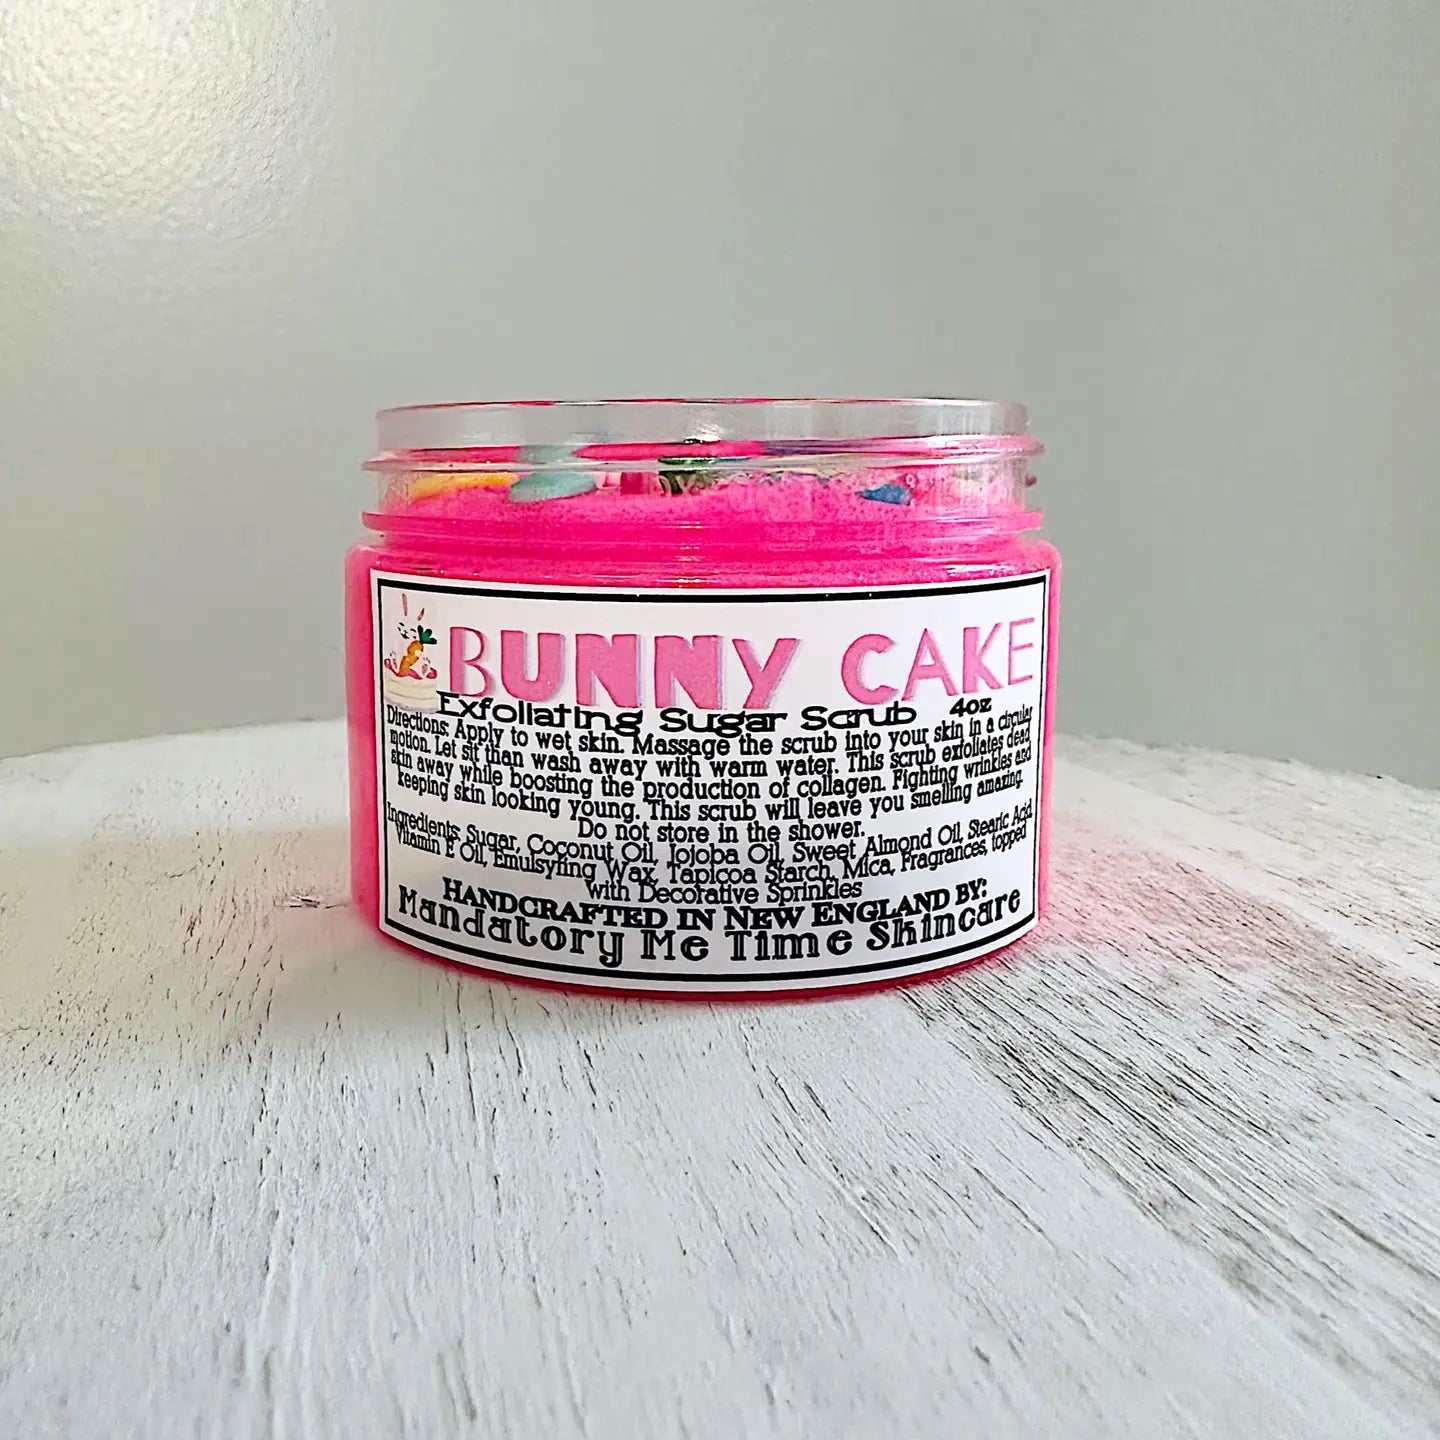 BUNNY CAKE
Exfoliating Sugar Scrub 4oz
Directions: Apply to wet skin. Massage the scrub into your skin in a circular
motion. Let sit than wash away with warm water. This scrub exfoliates dead
skin away while boosting the production of collagen. Fighting wrinkles and
keeping skin looking young. This scrub will leave you smelling amazing.
Do not store in the shower.
Ingredients: Sugar, Coconut Oil, Jojoba Oil, Sweet Almond Oil, Stearic Acid,
Vitamin E Oil, Emulsyfing Wax, Tapicoa Starch, Mica, Fragrances, topped
with Decorative Sprinkles
HANDCRAFTED IN NEW ENGLAND BY:
Mandatory Me Time Skincare